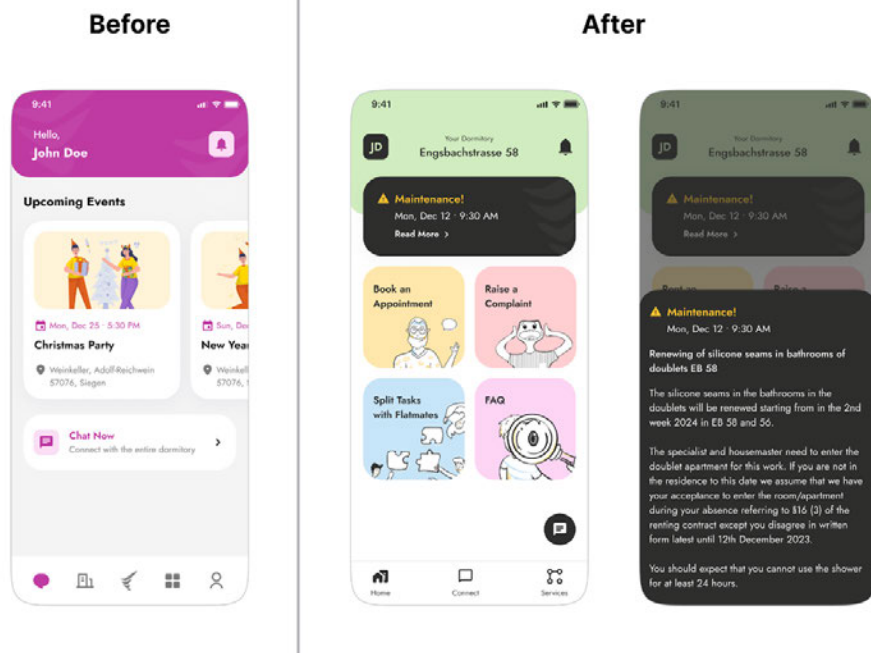 Before
After
9:41
Hello,
John Doe
Upcoming Events
Mon, Dec 25 · 5:30 PM
Christmas Party
Weinkeller, Adolf-Reichwein
57076, Siegen
Sun, Dec
New Yea
Weinkell
57076, S
Chat Now
Connect with the entire dormitory
9:41
JD
Your Dormitory
Engsbachstrasse 58
Maintenance!
Mon, Dec 12 · 9:30 AM
Read More >
Book an
Appointment
Raise a
Complaint
Split Tasks
with Flatmates
FAQ
Home
Connect
Services
9:41
JD
Your Dormitory
Engsbachstrasse 58
Maintenance!
Mon, Dec 12 · 9:30 AM
Read More >
Raise a
Maintenance!
Mon, Dec 12 · 9:30 AM
Renewing of silicone seams in bathrooms of
doublets EB 58
The silicone seams in the bathrooms in the
doublets will be renewed starting from in the 2nd
week 2024 in EB 58 and 56.
The specialist and housemaster need to enter the
doublet apartment for this work. If you are not in
the residence to this date we assume that we have
your acceptance to enter the room/apartment
during your absence referring to §16 (3) of the
renting contract except you disagree in written
form latest until 12th December 2023.
You should expect that you cannot use the shower
for at least 24 hours.